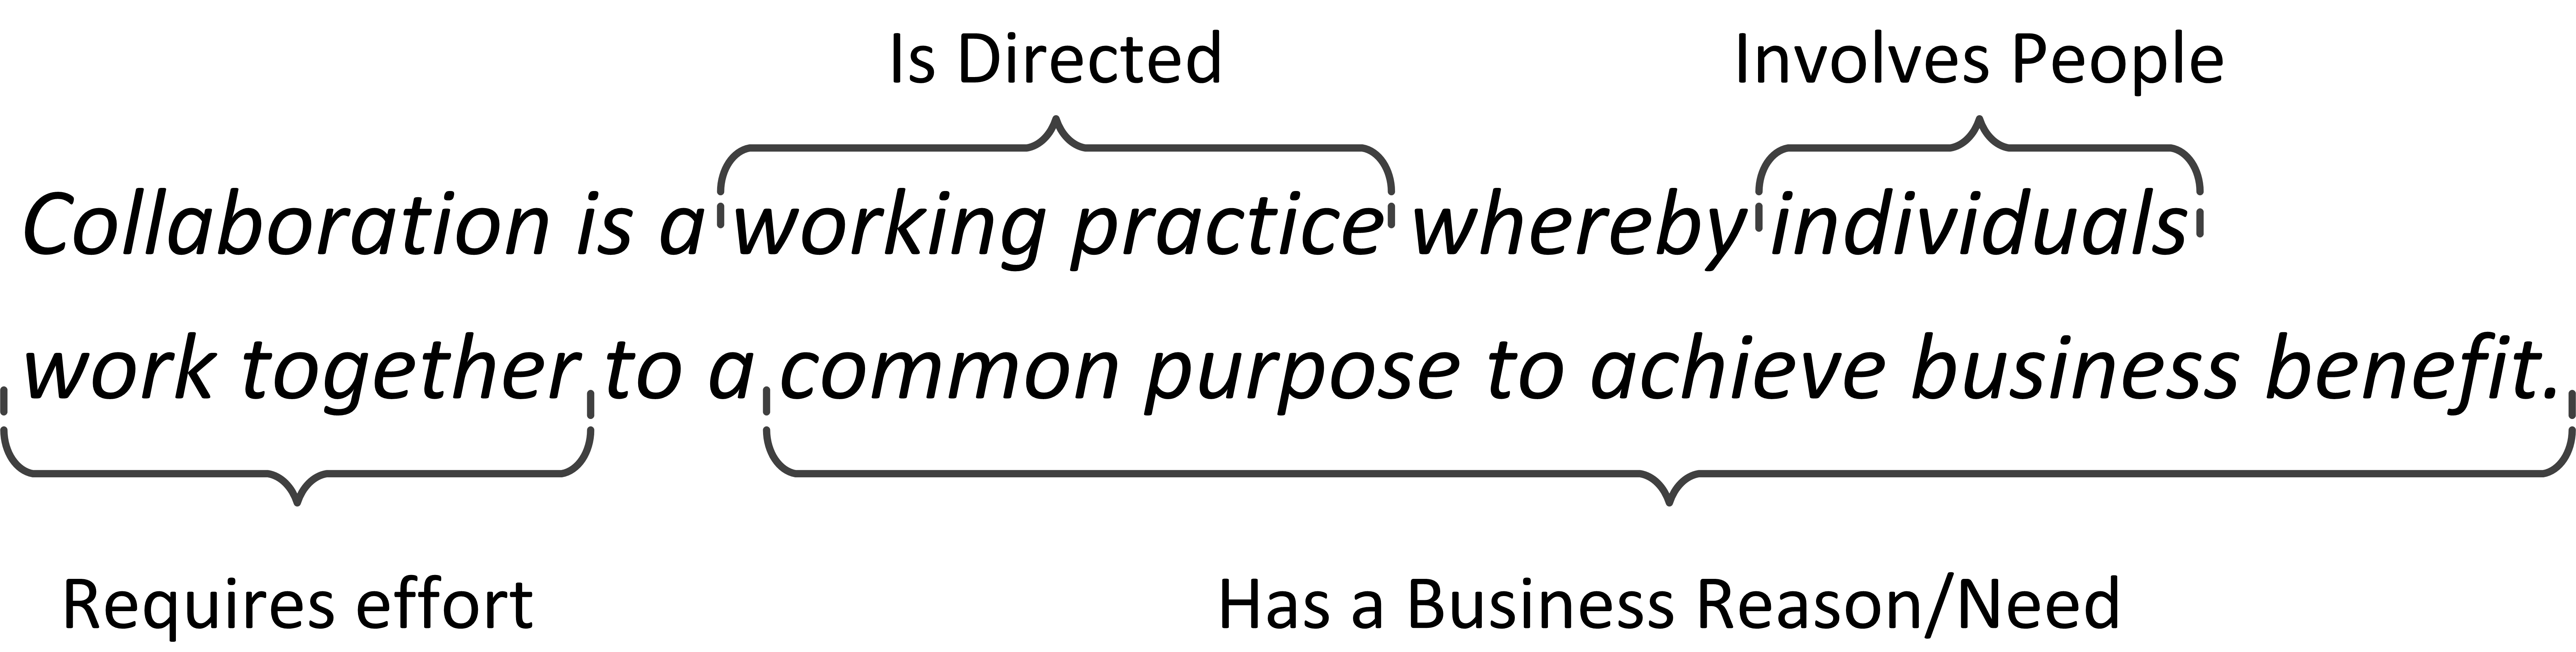 Is Directed Involves People
Collaboration is a working practice whereby individuals
work together to a common purpose to achieve business benefit.
Requires effort Has a Business Reason/Need